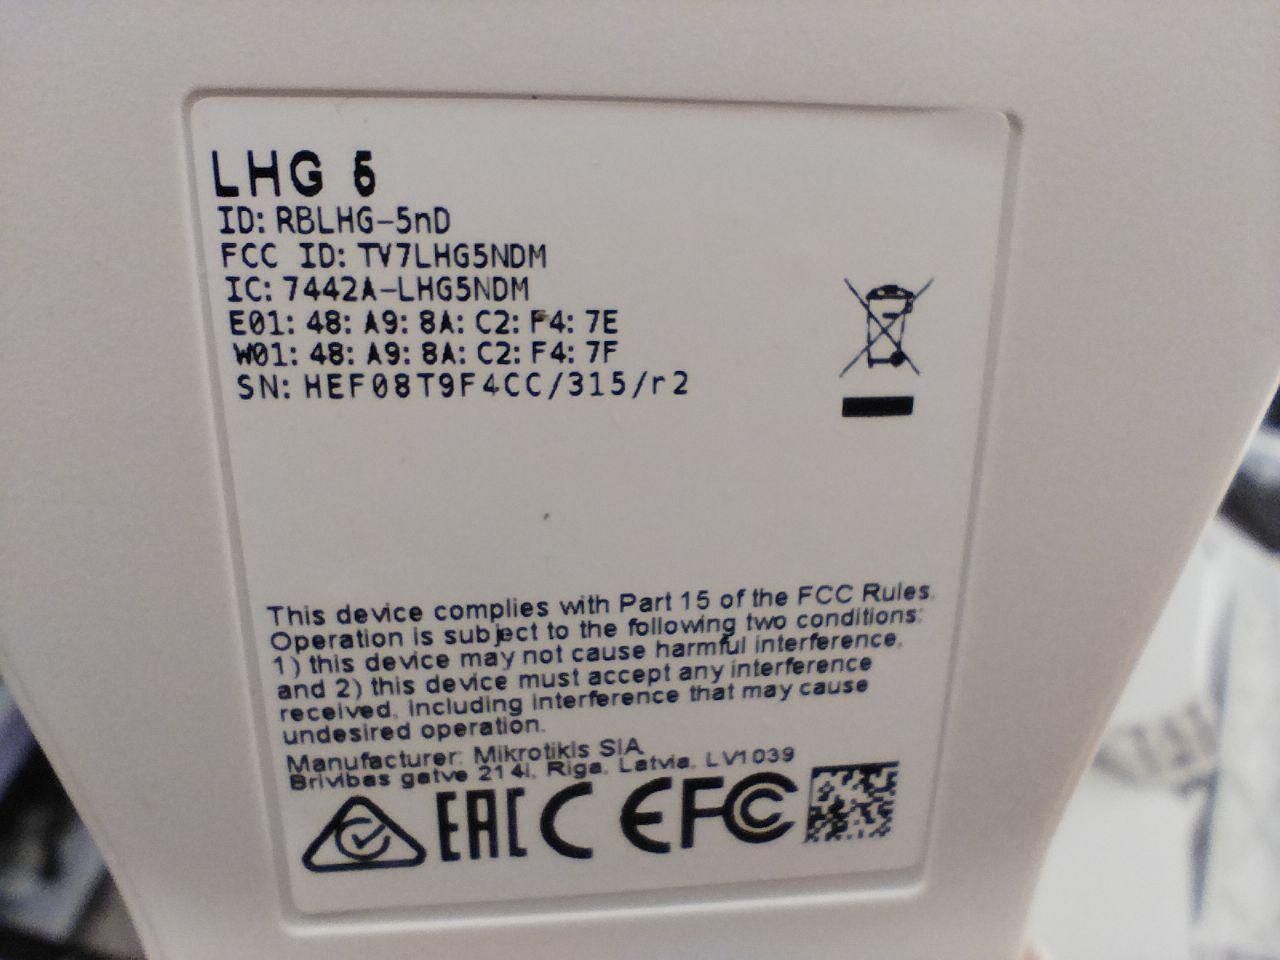 LHG 5
ID: RBLHG-5nD
FCC ID: TV7LHG5NDM
IC: 7442A-LHG5NDM
E01: 48: A9: 8A: C2: F4: 7E
W01: 48: A9: 8A: C2: F4: 7F
SN: HEF08T9F4CC/315/r2
This device complies with Part 15 of the FCC Rules.
Operation is subject to the following two conditions:
1) this device may not cause harmful interference,
and 2) this device must accept any interference
received, including interference that may cause
undesired operation.
Manufacturer: Mikrotikls SIA
Brivibas gatve 214i, Riga, Latvia, LV1039
EAC CE FC